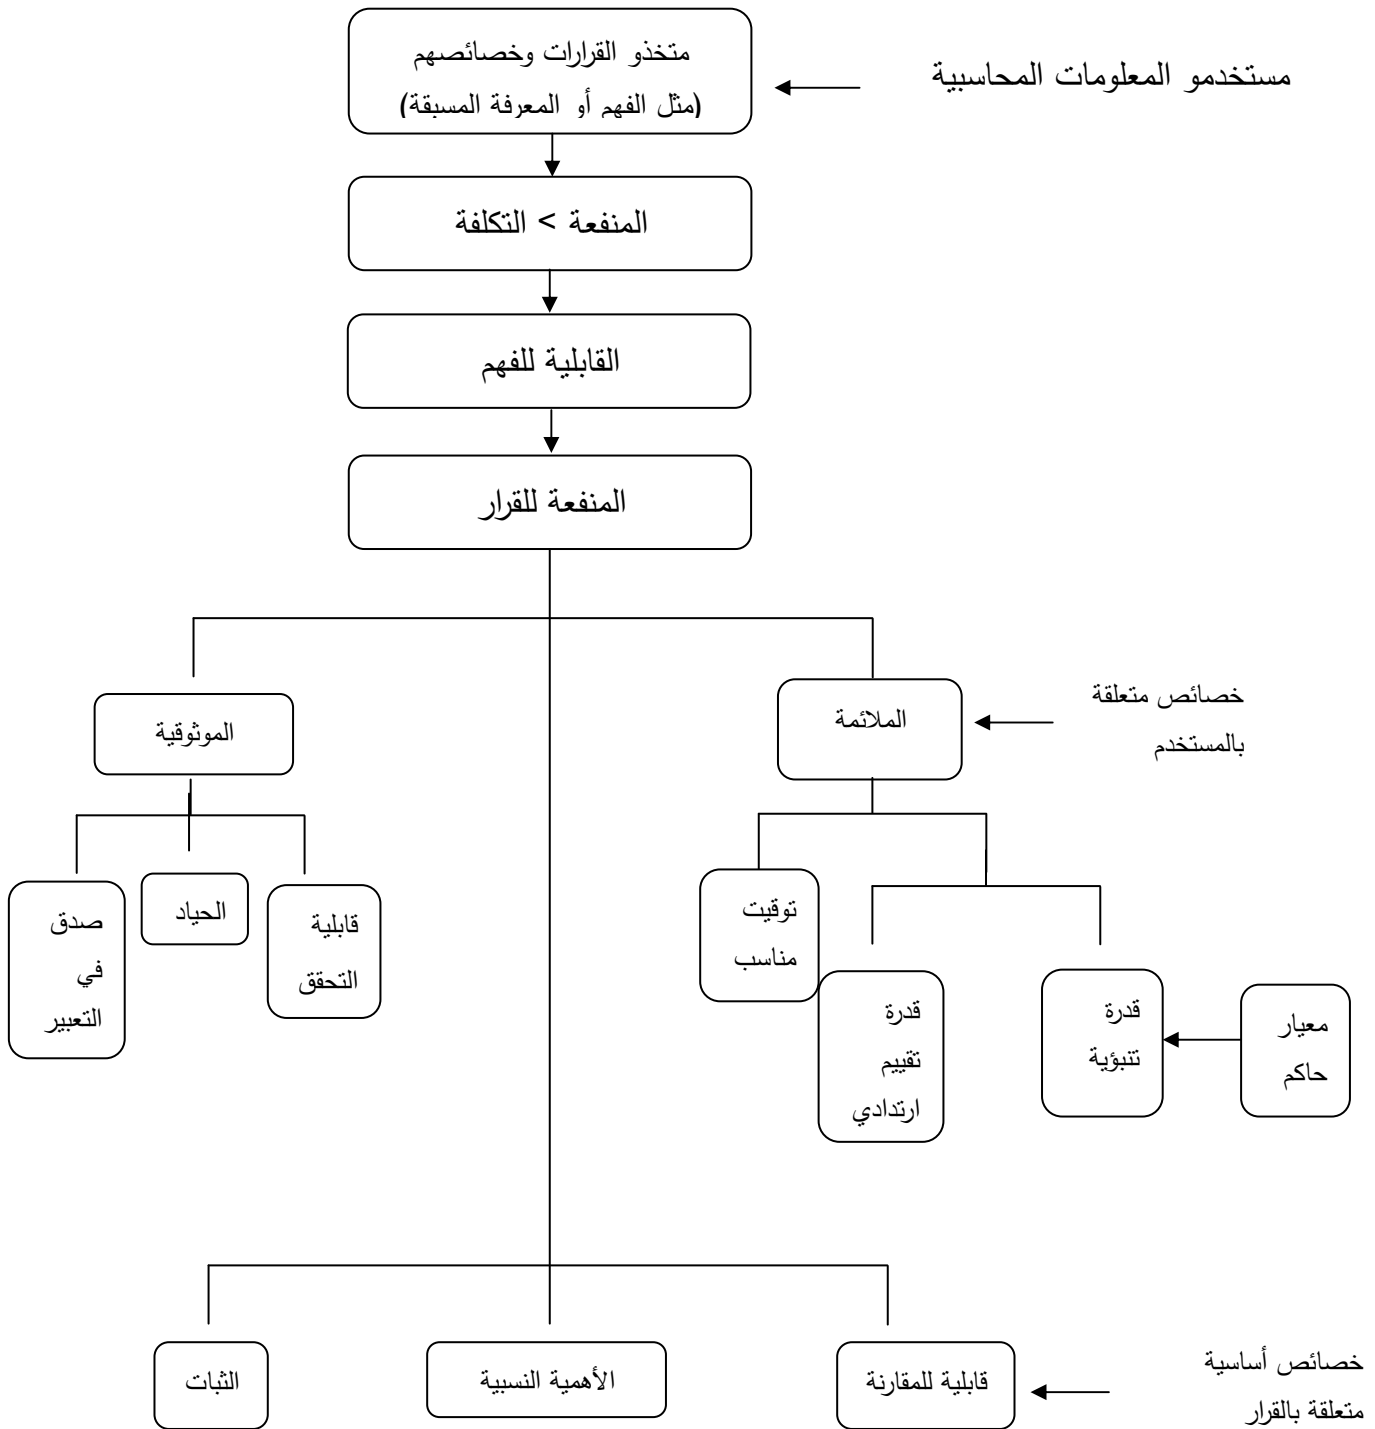 مستخدمو المعلومات المحاسبية
متخذو القرارات وخصائصهم
(مثل الفهم أو المعرفة المسبقة)
المنفعة > التكلفة
القابلية للفهم
المنفعة للقرار
خصائص متعلقة
بالمستخدم
الملائمة
الموثوقية
توقيت
مناسب
قابلية
التحقق
الحياد
صدق
في
التعبير
معيار
حاكم
قدرة
تنبؤية
قدرة
تقييم
ارتدادي
خصائص أساسية
متعلقة بالقرار
قابلية للمقارنة
الأهمية النسبية
الثبات